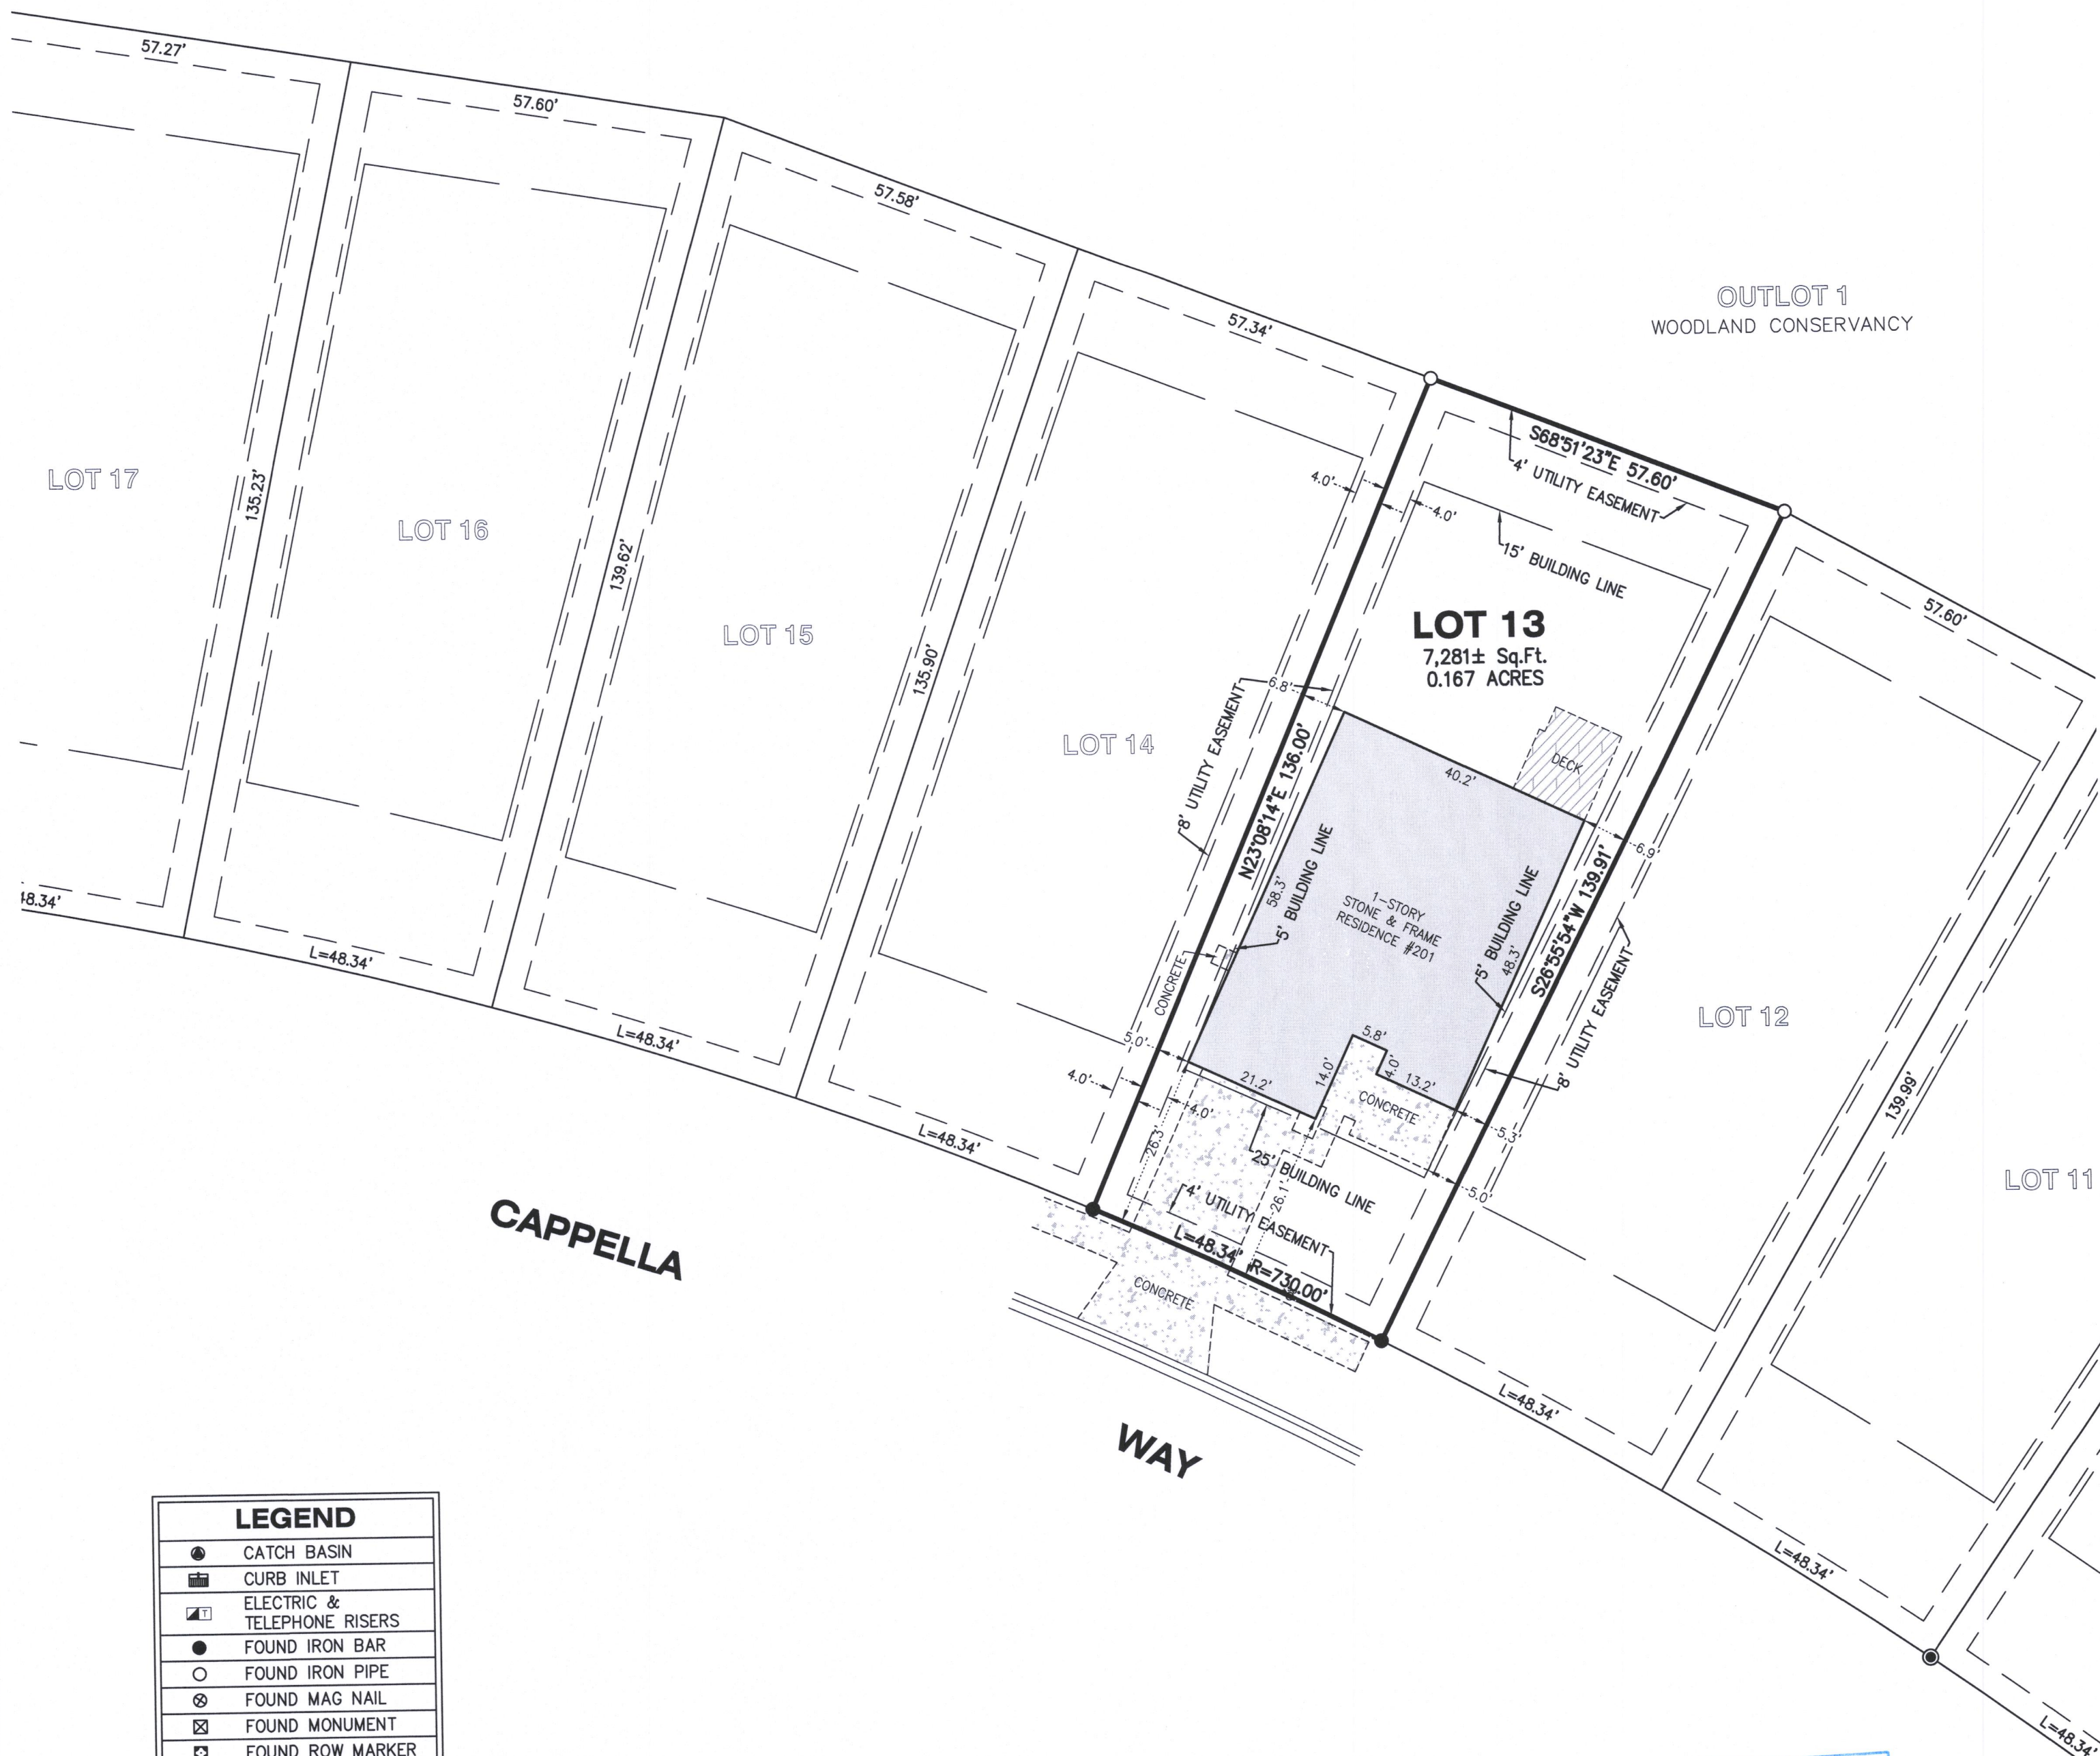 57.27'
57.60'
57.58'
57.34'
OUTLOT 1
WOODLAND CONSERVANCY
S68°51'23"E 57.60'
4' UTILITY EASEMENT
4.0'
4.0'
15' BUILDING LINE
LOT 17
135.23'
LOT 16
139.62'
LOT 15
135.90'
LOT 14
LOT 13
7,281± Sq.Ft.
0.167 ACRES
57.60'
6.8'
8' UTILITY EASEMENT
N23°08'14"E 136.00'
40.2'
DECK
6.9'
58.3'
5' BUILDING LINE
1-STORY
STONE & FRAME
RESIDENCE #201
5' BUILDING LINE
48.3'
S26°55'54"W 139.91'
8' UTILITY EASEMENT
LOT 12
139.99'
LOT 11
CONCRETE
5.0'
4.0'
4.0'
21.2'
14.0'
5.8'
4.0'
13.2'
CONCRETE
5.3'
5.0'
26.3'
26.1'
25' BUILDING LINE
4' UTILITY EASEMENT
L=48.34' R=730.00'
CONCRETE
48.34'
L=48.34'
L=48.34'
L=48.34'
L=48.34'
L=48.34'
L=48.34'
CAPPELLA
WAY
LEGEND
CATCH BASIN
CURB INLET
T
ELECTRIC &
TELEPHONE RISERS
FOUND IRON BAR
FOUND IRON PIPE
FOUND MAG NAIL
FOUND MONUMENT
FOUND ROW MARKER